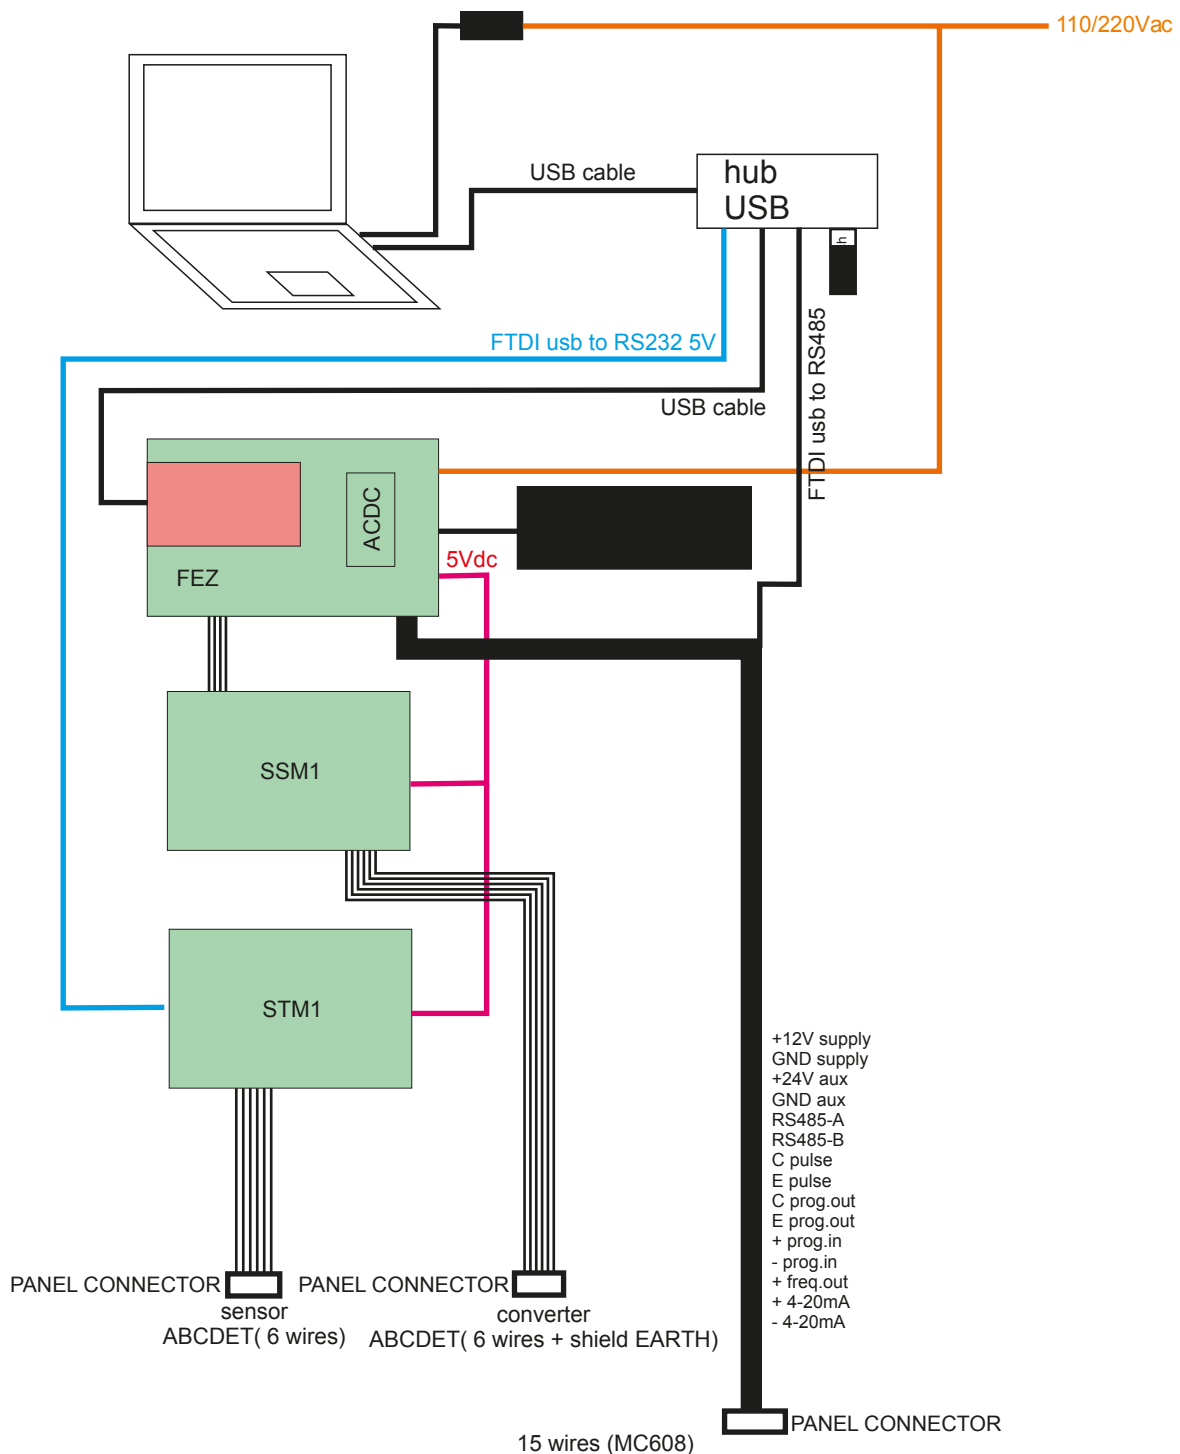 110/220Vac
USB cable
hub
USB
h
FTDI usb to RS232 5V
FTDI usb to RS485
USB cable
ACDC
5Vdc
FEZ
SSM1
STM1
+12V supply
GND supply
+24V aux
GND aux
RS485-A
RS485-B
C pulse
E pulse
C prog.out
E prog.out
+ prog.in
- prog.in
+ freq.out
+ 4-20mA
- 4-20mA
PANEL CONNECTOR
sensor
ABCDET( 6 wires)
PANEL CONNECTOR
converter
ABCDET( 6 wires + shield EARTH)
PANEL CONNECTOR
15 wires (MC608)